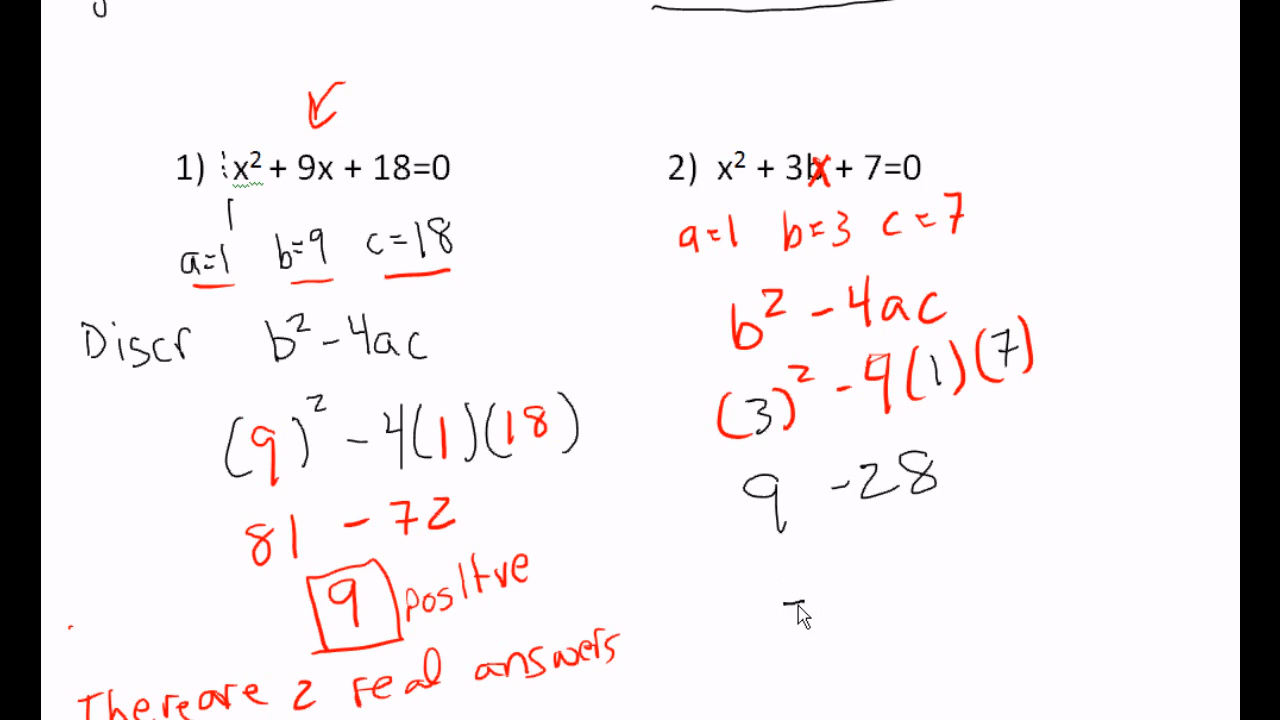 1) x² + 9x + 18=0
1
a=1 b=9 c=18
Discr b² - 4ac
(9)² - 4(1)(18)
81 - 72
9 positve
There are 2 real answers
2) x² + 3x + 7=0
a=1 b=3 c=7
b² - 4ac
(3)² - 4(1)(7)
9 - 28
-